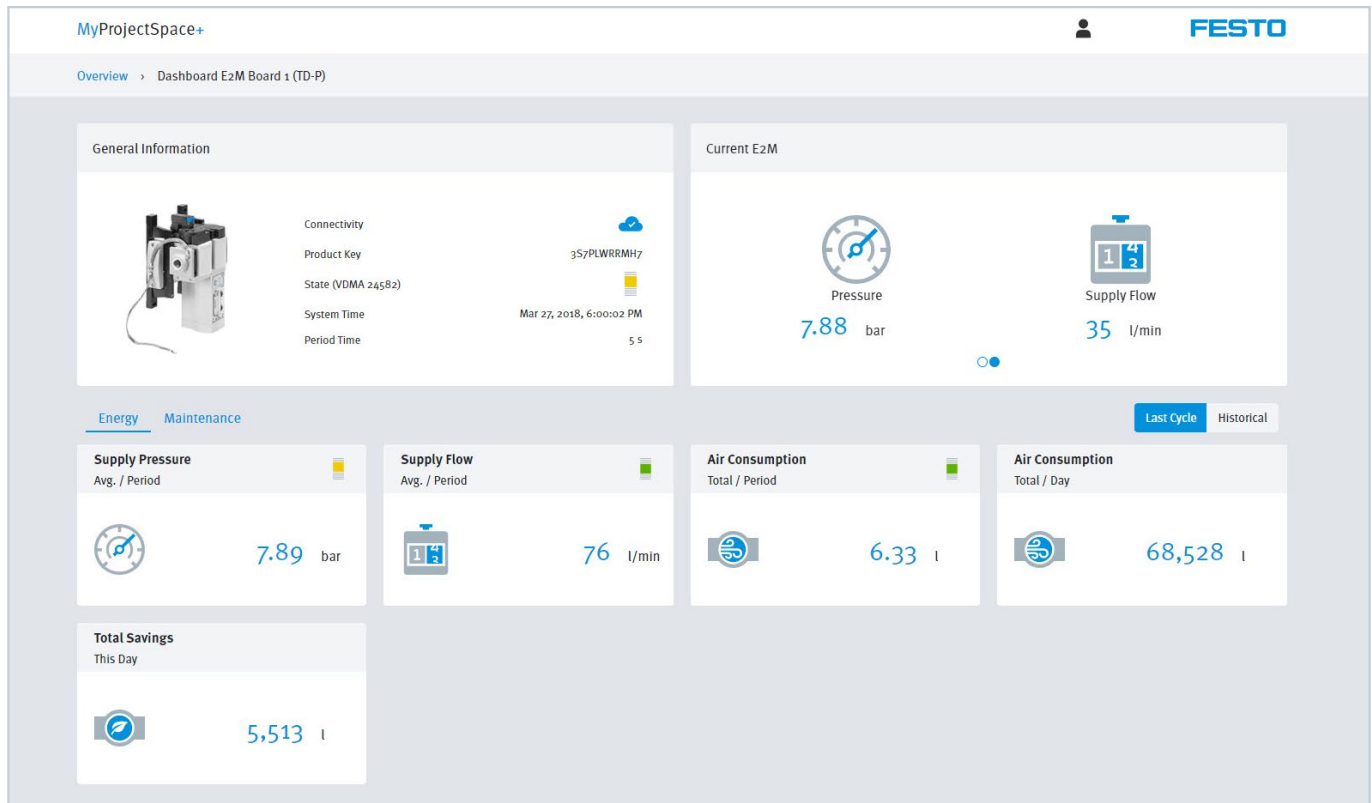 MyProjectSpace+
FESTO
Overview › Dashboard E2M Board 1 (TD-P)
General Information
Connectivity
Product Key 3S7PLWRRMH7
State (VDMA 24582)
System Time Mar 27, 2018, 6:00:02 PM
Period Time 5 s
Current E2M
Pressure
7.88 bar
Supply Flow
35 l/min
Energy Maintenance
Last Cycle Historical
Supply Pressure
Avg. / Period
7.89 bar
Supply Flow
Avg. / Period
76 l/min
Air Consumption
Total / Period
6.33 l
Air Consumption
Total / Day
68,528 l
Total Savings
This Day
5,513 l